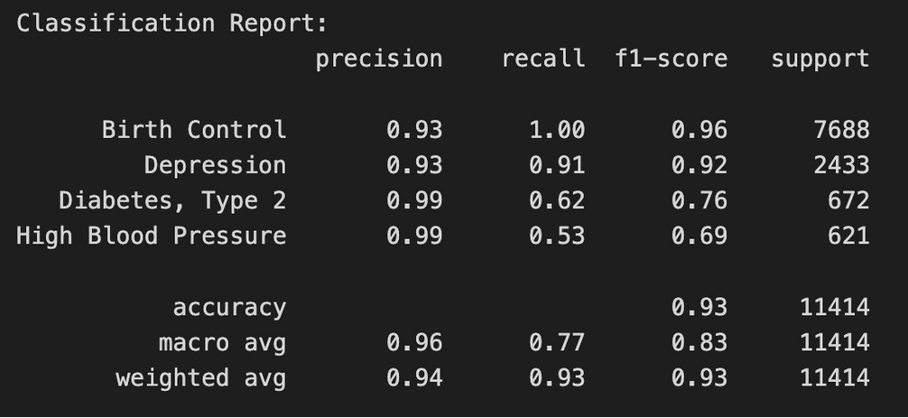 Classification Report:
precision recall f1-score support
Birth Control 0.93 1.00 0.96 7688
Depression 0.93 0.91 0.92 2433
Diabetes, Type 2 0.99 0.62 0.76 672
High Blood Pressure 0.99 0.53 0.69 621
accuracy 0.93 11414
macro avg 0.96 0.77 0.83 11414
weighted avg 0.94 0.93 0.93 11414